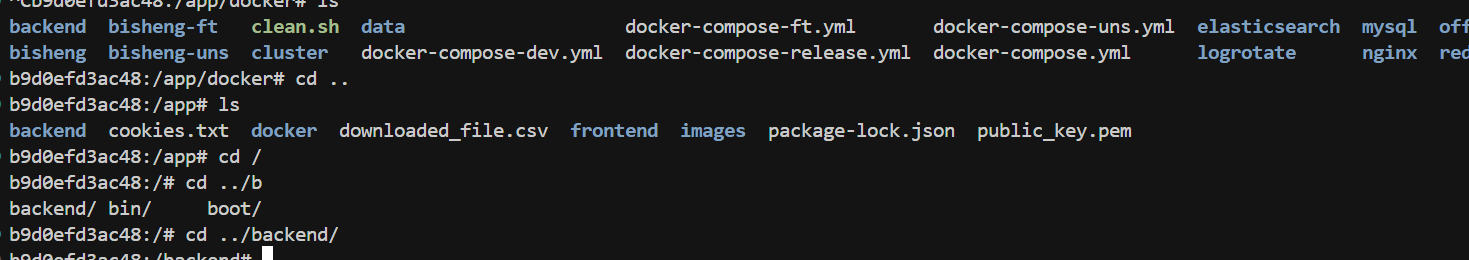 ^Cb9d0efd3ac48:/app/docker# ls
backend bisheng-ft clean.sh data docker-compose-ft.yml docker-compose-uns.yml elasticsearch mysql off
bisheng bisheng-uns cluster docker-compose-dev.yml docker-compose-release.yml docker-compose.yml logrotate nginx red
b9d0efd3ac48:/app/docker# cd ..
b9d0efd3ac48:/app# ls
backend cookies.txt docker downloaded_file.csv frontend images package-lock.json public_key.pem
b9d0efd3ac48:/app# cd /
b9d0efd3ac48:/# cd ../b
backend/ bin/ boot/
b9d0efd3ac48:/# cd ../backend/
b9d0efd3ac48:/backend#